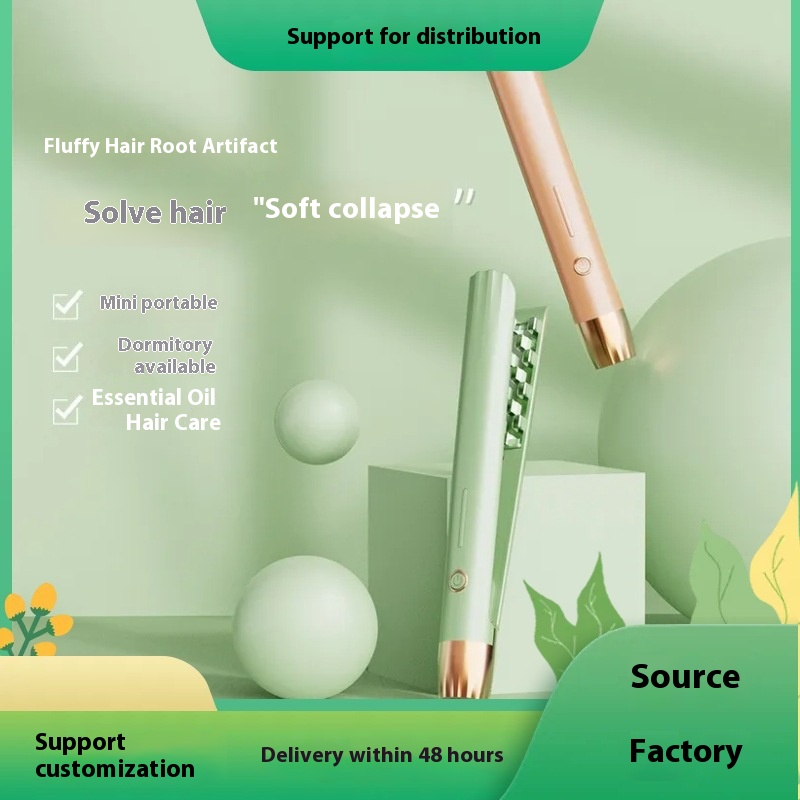 Support for distribution
Fluffy Hair Root Artifact
Solve hair "Soft collapse "
Mini portable
Dormitory
available
Essential Oil
Hair Care
Source
Factory
Support
customization
Delivery within 48 hours